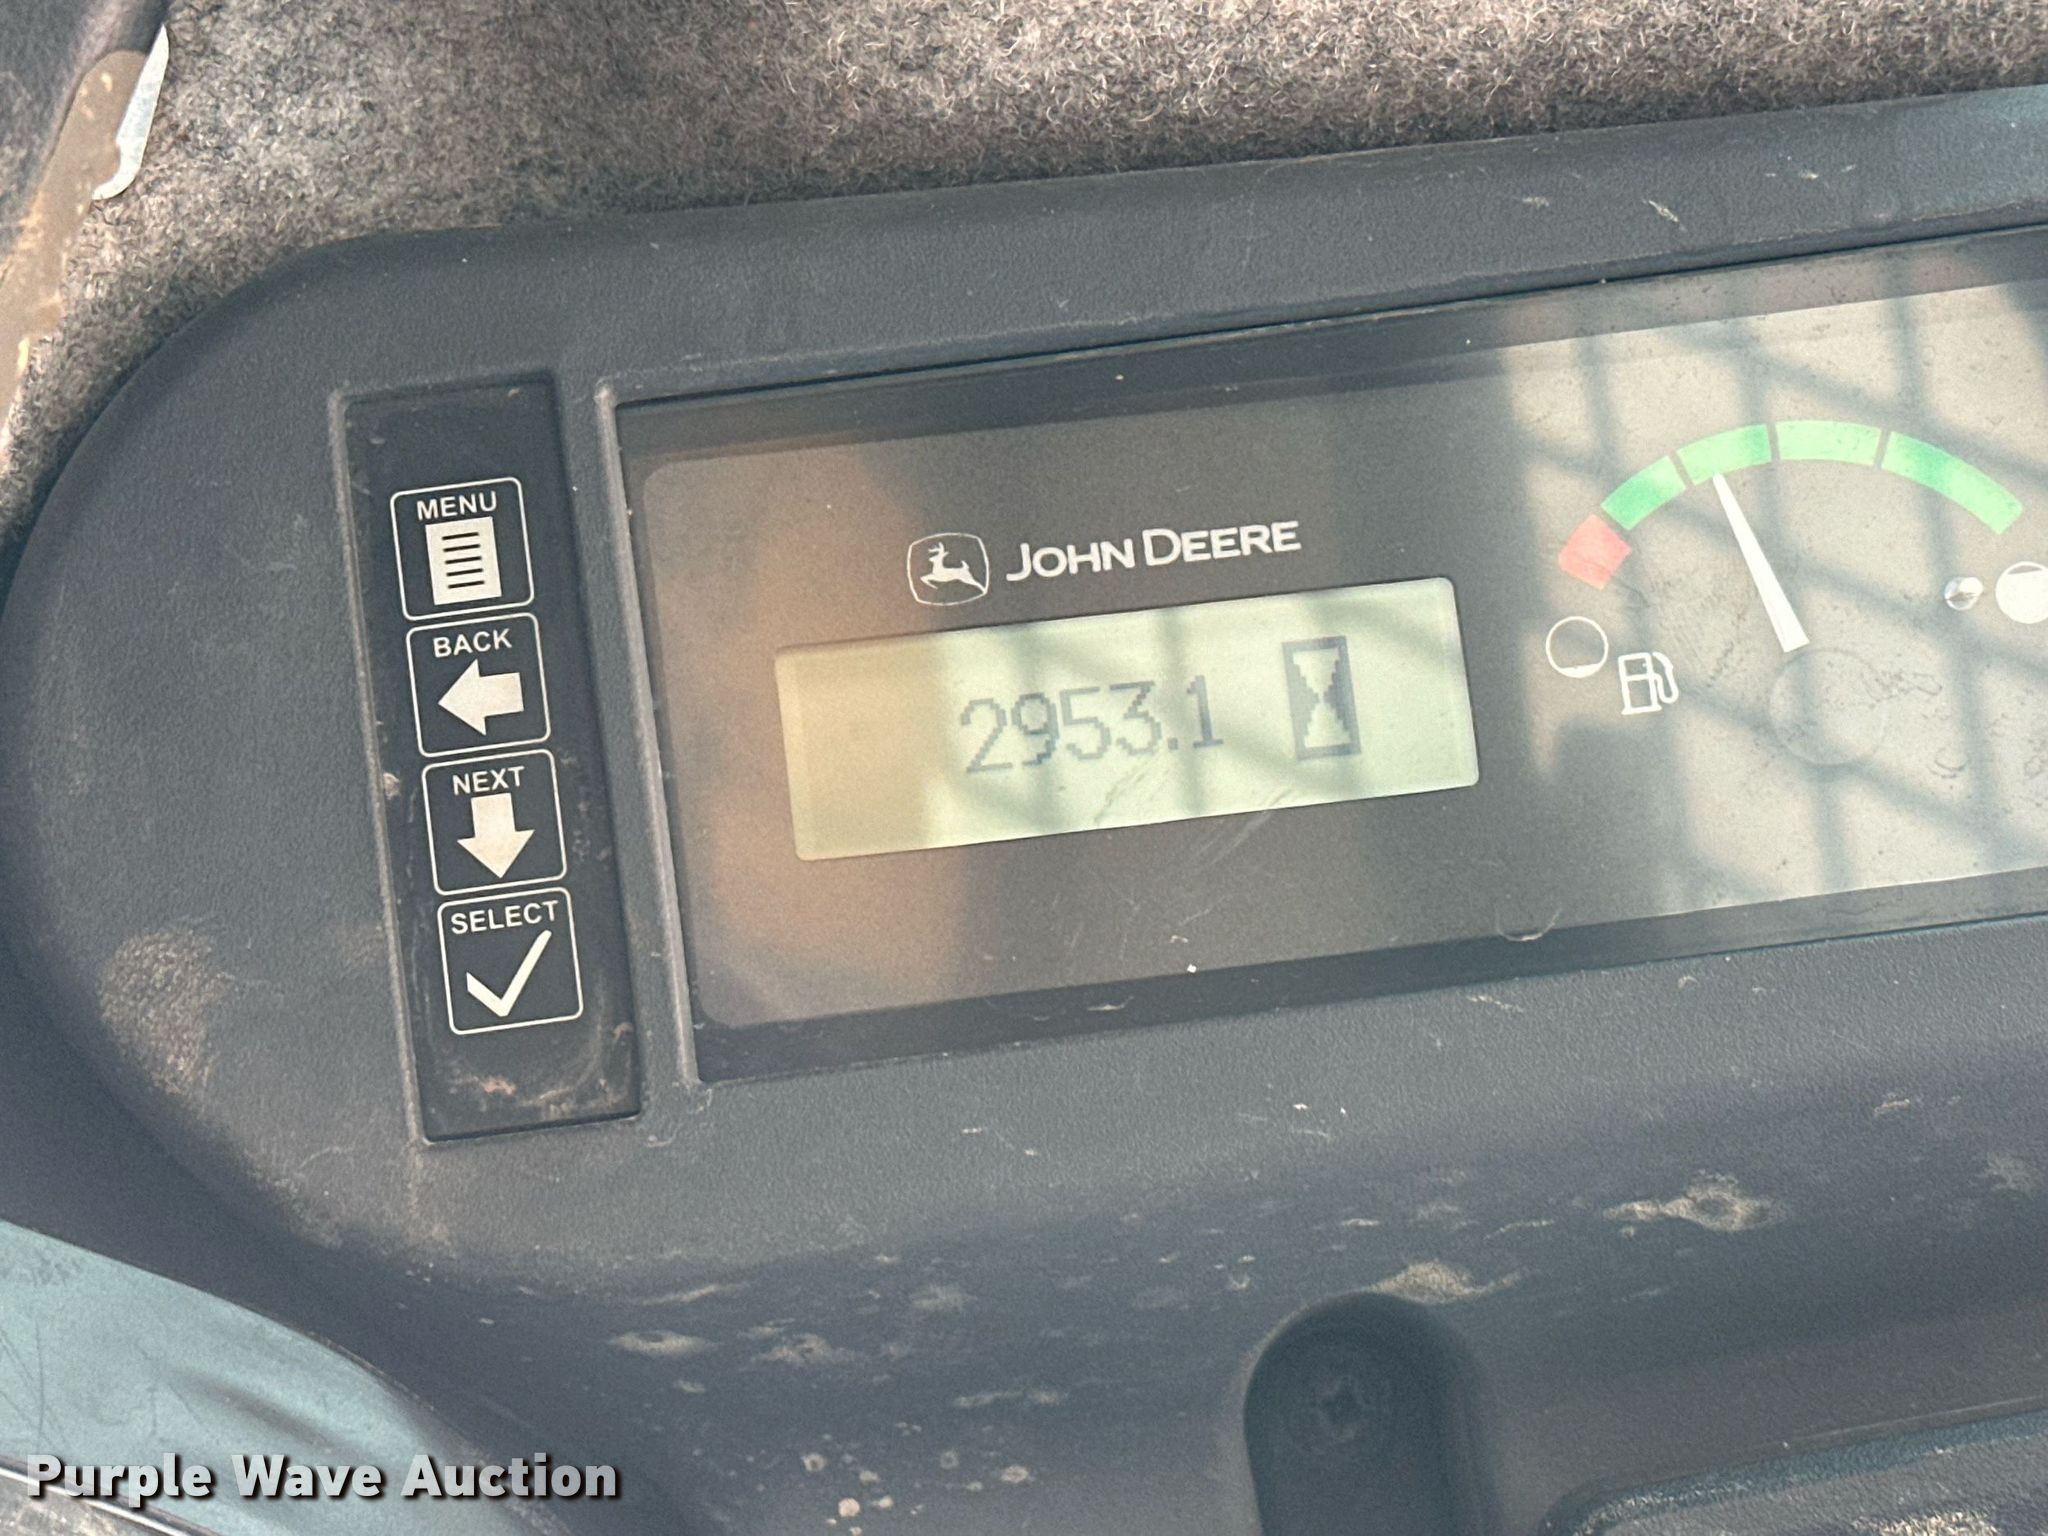 MENU
BACK
NEXT
SELECT
JOHN DEERE
2953.1
Purple Wave Auction